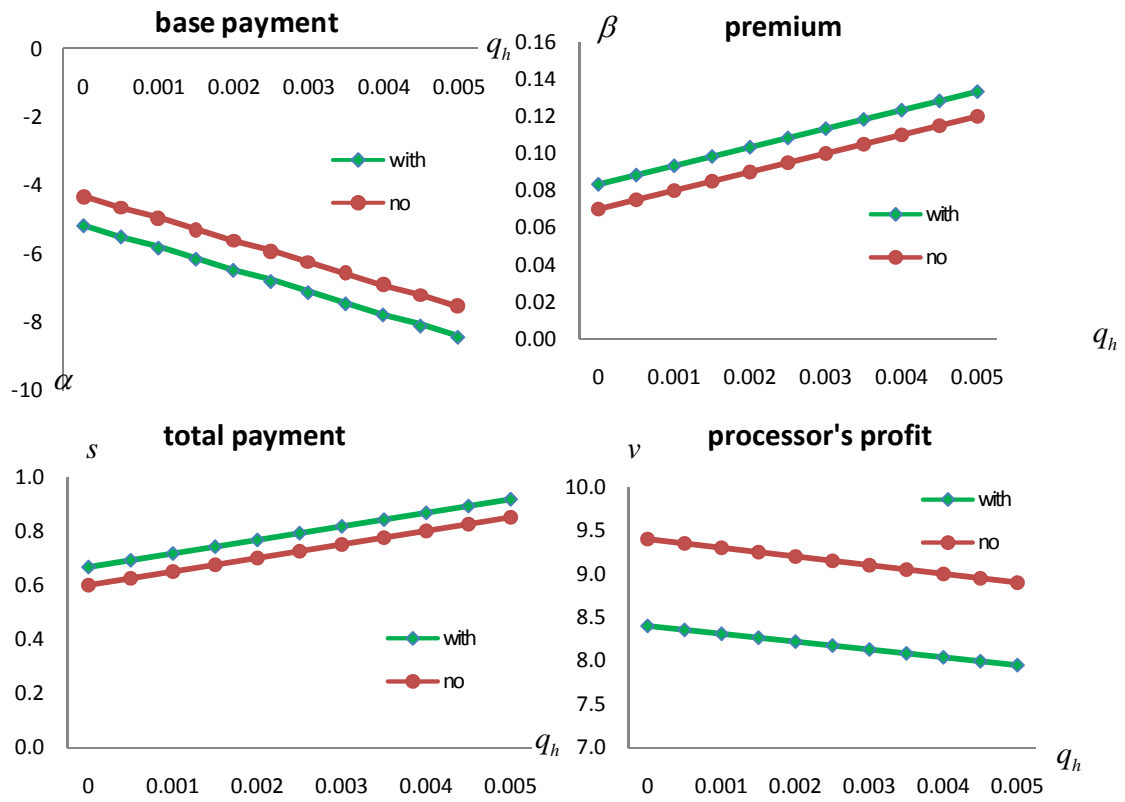 base payment
q_h
0
0 0.001 0.002 0.003 0.004 0.005
-2
-4
-6
-8
-10
α
with
no
β
premium
0.16
0.14
0.12
0.10
0.08
0.06
0.04
0.02
0.00
with
no
q_h
0 0.001 0.002 0.003 0.004 0.005
s
total payment
1.0
0.8
0.6
0.4
0.2
0.0
with
no
q_h
0 0.001 0.002 0.003 0.004 0.005
v
processor's profit
10.0
9.5
9.0
8.5
8.0
7.5
7.0
with
no
q_h
0 0.001 0.002 0.003 0.004 0.005